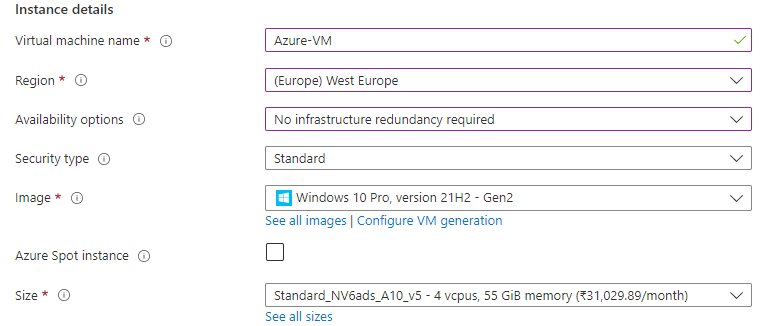 Instance details
Virtual machine name *
Azure-VM
Region *
(Europe) West Europe
Availability options
No infrastructure redundancy required
Security type
Standard
Image *
Windows 10 Pro, version 21H2 - Gen2
See all images | Configure VM generation
Azure Spot instance
Size *
Standard_NV6ads_A10_v5 - 4 vcpus, 55 GiB memory (₹31,029.89/month)
See all sizes